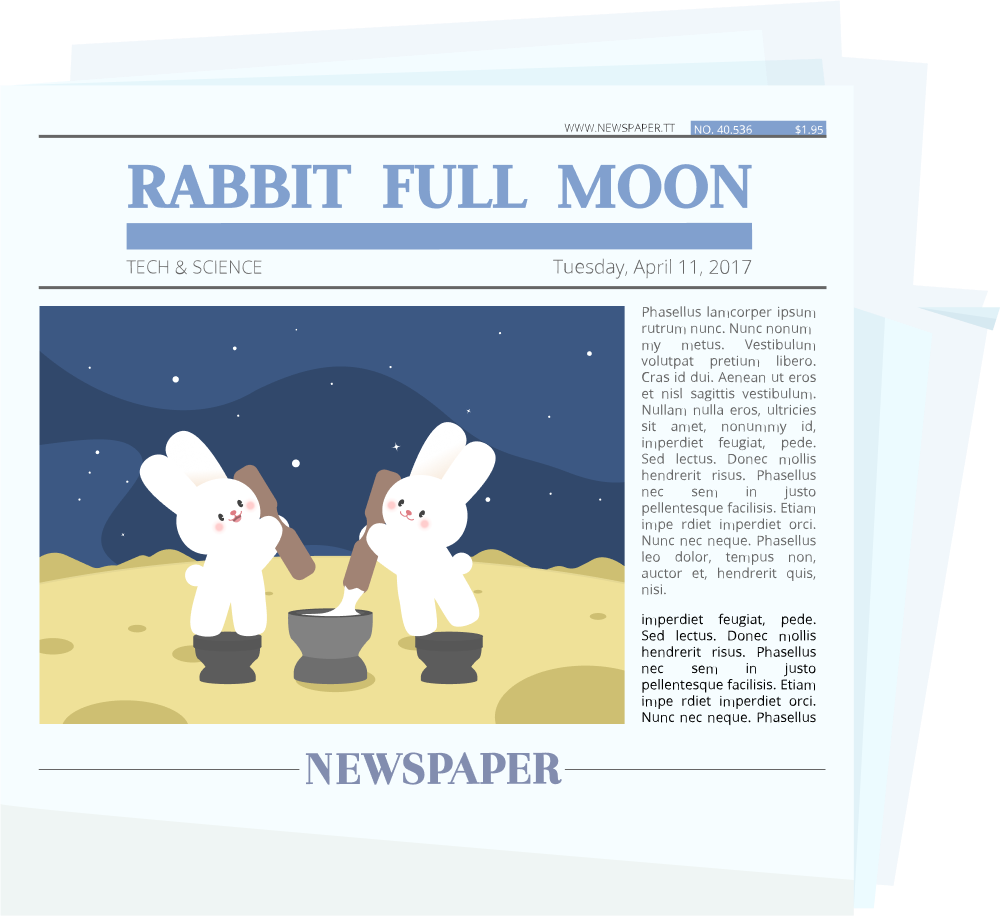 WWW.NEWSPAPER.TT NO. 40.536 $1.95
RABBIT FULL MOON
TECH & SCIENCE Tuesday, April 11, 2017
Phasellus lamcorper ipsum
rutrum nunc. Nunc nonum
my metus. Vestibulum
volutpat pretium libero.
Cras id dui. Aenean ut eros
et nisl sagittis vestibulum.
Nullam nulla eros, ultricies
sit amet, nonummy id,
imperdiet feugiat, pede.
Sed lectus. Donec mollis
hendrerit risus. Phasellus
nec sem in justo
pellentesque facilisis. Etiam
impe rdiet imperdiet orci.
Nunc nec neque. Phasellus
leo dolor, tempus non,
auctor et, hendrerit quis,
nisi.
imperdiet feugiat, pede.
Sed lectus. Donec mollis
hendrerit risus. Phasellus
nec sem in justo
pellentesque facilisis. Etiam
impe rdiet imperdiet orci.
Nunc nec neque. Phasellus
NEWSPAPER